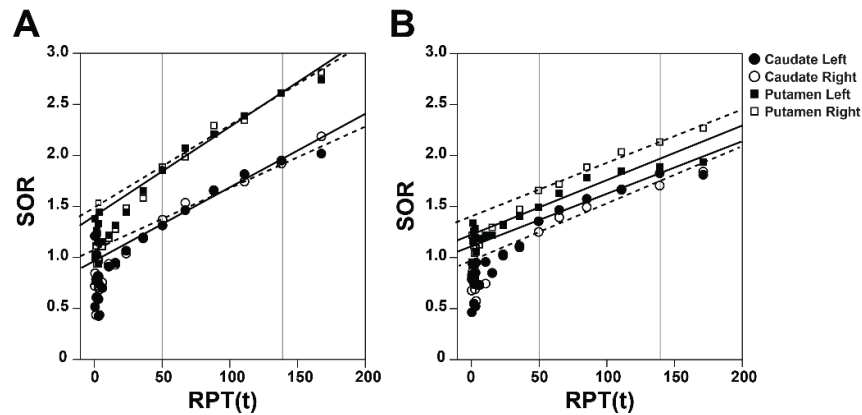 A
B
3.0
2.5
2.0
1.5
1.0
0.5
0
SOR
0
50
100
150
200
RPT(t)
3.0
2.5
2.0
1.5
1.0
0.5
0
SOR
0
50
100
150
200
RPT(t)
Caudate Left
Caudate Right
Putamen Left
Putamen Right